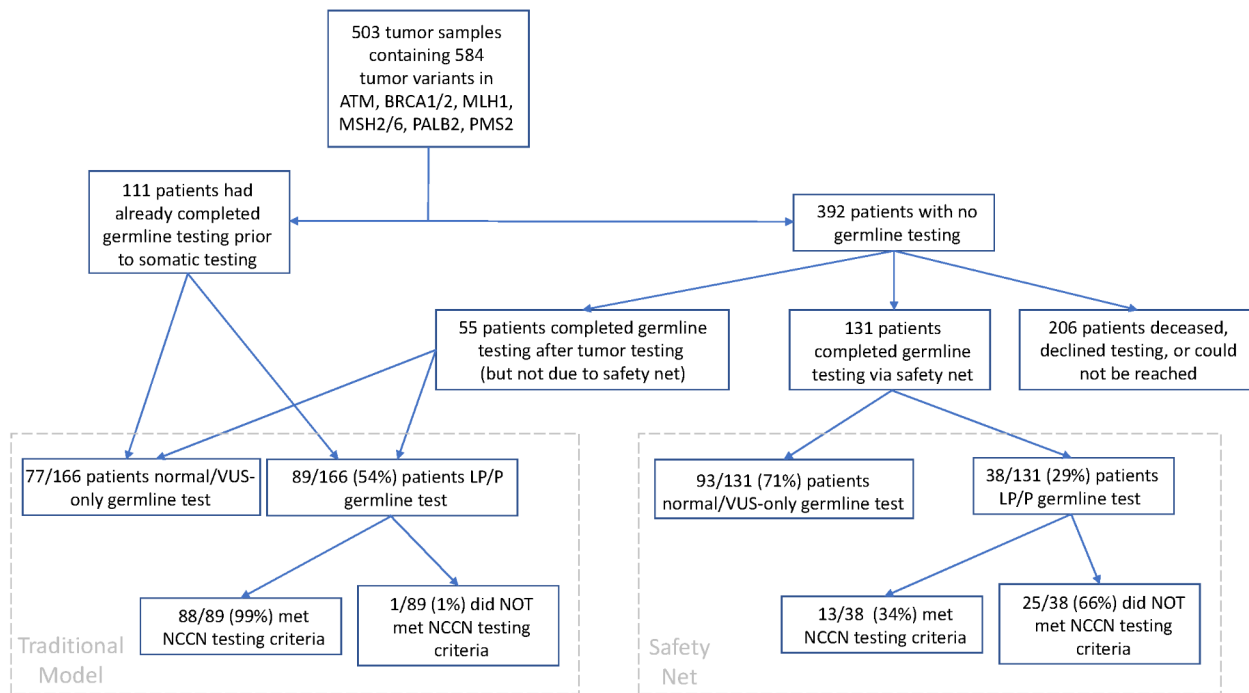 503 tumor samples
containing 584
tumor variants in
ATM, BRCA1/2, MLH1,
MSH2/6, PALB2, PMS2
111 patients had
already completed
germline testing prior
to somatic testing
392 patients with no
germline testing
55 patients completed germline
testing after tumor testing
(but not due to safety net)
131 patients
completed germline
testing via safety net
206 patients deceased,
declined testing, or could
not be reached
77/166 patients normal/VUS-
only germline test
89/166 (54%) patients LP/P
germline test
93/131 (71%) patients
normal/VUS-only germline test
38/131 (29%) patients
LP/P germline test
88/89 (99%) met
NCCN testing criteria
1/89 (1%) did NOT
met NCCN testing
criteria
13/38 (34%) met
NCCN testing criteria
25/38 (66%) did NOT
met NCCN testing
criteria
Traditional
Model
Safety
Net